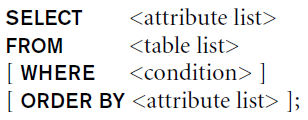 SELECT <attribute list>
FROM <table list>
[ WHERE <condition> ]
[ ORDER BY <attribute list> ];